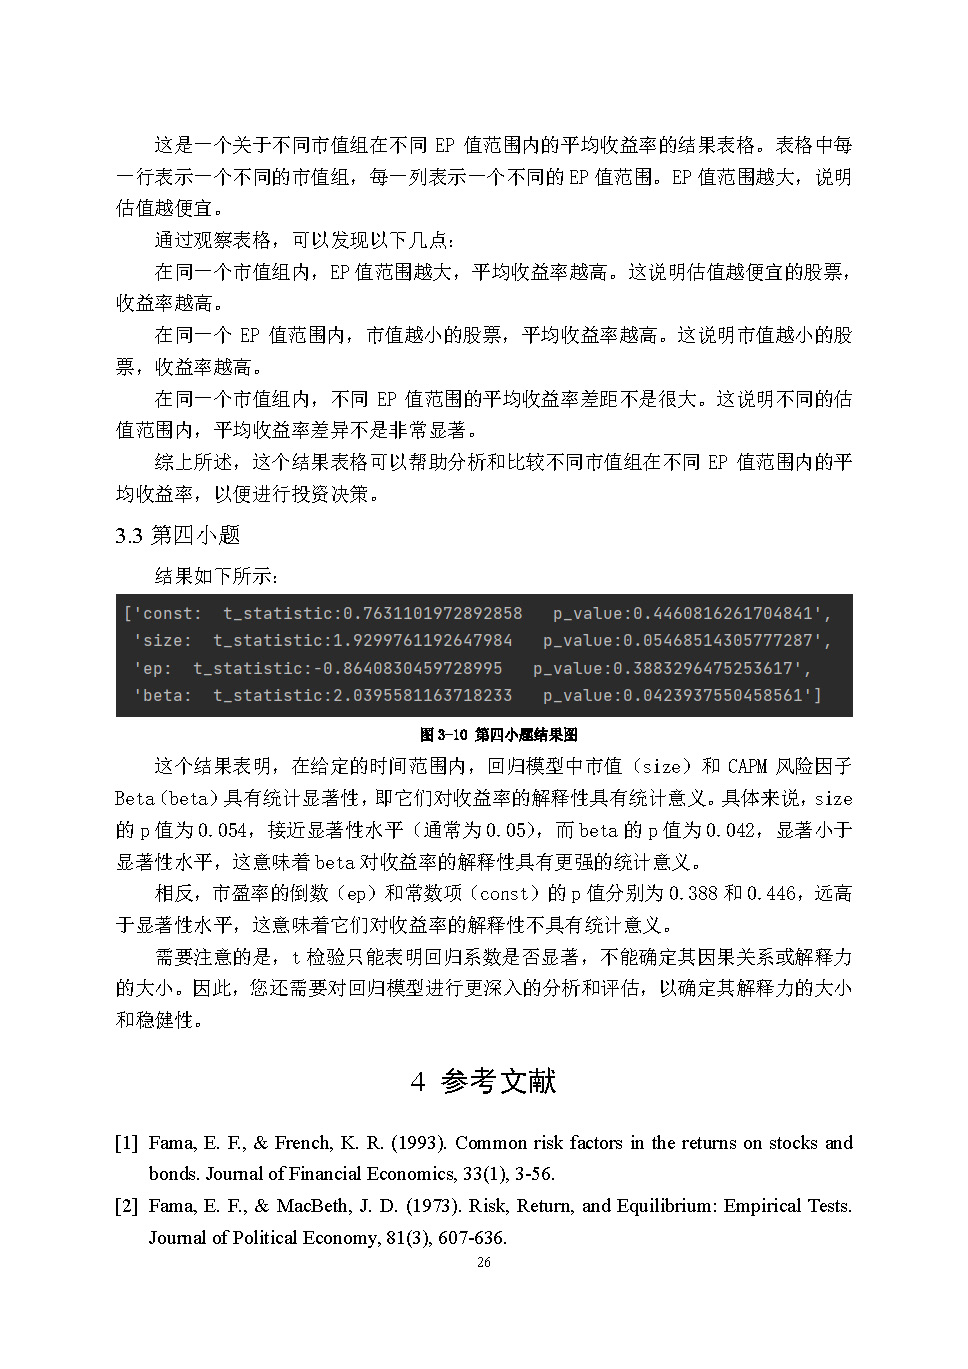 这是一个关于不同市值组在不同 EP 值范围内的平均收益率的结果表格。表格中每
一行表示一个不同的市值组，每一列表示一个不同的 EP 值范围。EP 值范围越大，说明
估值越便宜。
通过观察表格，可以发现以下几点：
在同一个市值组内，EP 值范围越大，平均收益率越高。这说明估值越便宜的股票，
收益率越高。
在同一个 EP 值范围内，市值越小的股票，平均收益率越高。这说明市值越小的股
票，收益率越高。
在同一个市值组内，不同 EP 值范围的平均收益率差距不是很大。这说明不同的估
值范围内，平均收益率差异不是非常显著。
综上所述，这个结果表格可以帮助分析和比较不同市值组在不同 EP 值范围内的平
均收益率，以便进行投资决策。
3.3 第四小题
结果如下所示：
['const:  t_statistic:0.7631101972892858   p_value:0.4460816261704841',
'size:  t_statistic:1.9299761192647984   p_value:0.05468514305777287',
'ep:  t_statistic:-0.8640830459728995   p_value:0.3883296475253617',
'beta:  t_statistic:2.0395581163718233   p_value:0.0423937550458561']
图 3-10 第四小题结果图
这个结果表明，在给定的时间范围内，回归模型中市值（size）和 CAPM 风险因子
Beta（beta）具有统计显著性，即它们对收益率的解释性具有统计意义。具体来说，size
的 p 值为 0.054，接近显著性水平（通常为 0.05），而 beta 的 p 值为 0.042，显著小于
显著性水平，这意味着 beta 对收益率的解释性具有更强的统计意义。
相反，市盈率的倒数（ep）和常数项（const）的 p 值分别为 0.388 和 0.446，远高
于显著性水平，这意味着它们对收益率的解释性不具有统计意义。
需要注意的是，t 检验只能表明回归系数是否显著，不能确定其因果关系或解释力
的大小。因此，您还需要对回归模型进行更深入的分析和评估，以确定其解释力的大小
和稳健性。
4 参考文献
[1] Fama, E. F., & French, K. R. (1993). Common risk factors in the returns on stocks and
bonds. Journal of Financial Economics, 33(1), 3-56.
[2] Fama, E. F., & MacBeth, J. D. (1973). Risk, Return, and Equilibrium: Empirical Tests.
Journal of Political Economy, 81(3), 607-636.
26